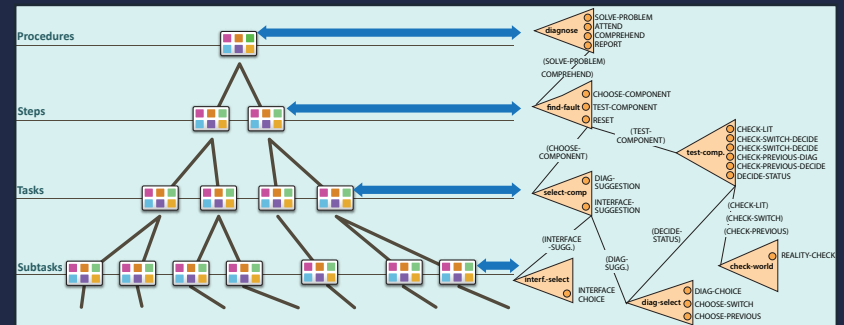 Procedures
Steps
Tasks
Subtasks
diagnose
SOLVE-PROBLEM
ATTEND
COMPREHEND
REPORT
(SOLVE-PROBLEM)
COMPREHEND)
find-fault
CHOOSE-COMPONENT
TEST-COMPONENT
RESET
(TEST-
COMPONENT)
test-comp.
CHECK-LIT
CHECK-SWITCH-DECIDE
CHECK-SWITCH-DECIDE
CHECK-PREVIOUS-DIAG
CHECK-PREVIOUS-DECIDE
DECIDE-STATUS
(CHOOSE-
COMPONENT)
select-comp
DIAG-
SUGGESTION
INTERFACE-
SUGGESTION
(CHECK-LIT)
(CHECK-SWITCH)
(CHECK-PREVIOUS)
(DECIDE-
STATUS)
(INTERFACE
-SUGG.)
(DIAG-
SUGG.)
REALITY-CHECK
check-world
interf.-select
INTERFACE
CHOICE
diag-select
DIAG-CHOICE
CHOOSE-SWITCH
CHOOSE-PREVIOUS